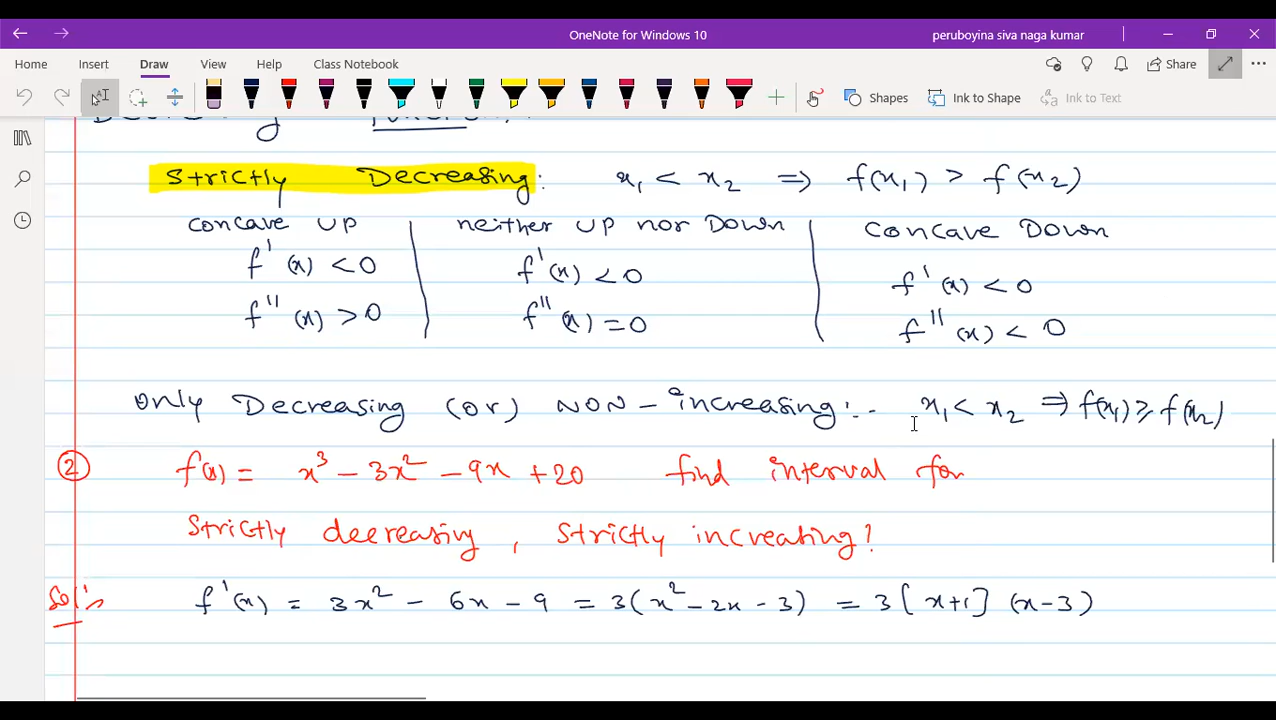 OneNote for Windows 10
peruboyina siva naga kumar
Home Insert Draw View Help Class Notebook Share
Shapes Ink to Shape Ink to Text
Strictly Decreasing: x₁ < x₂ ⇒ f(x₁) > f(x₂)
concave up neither up nor Down concave Down
f'(x) < 0 f'(x) < 0 f'(x) < 0
f''(x) > 0 f''(x) = 0 f''(x) < 0
only Decreasing (or) NON - increasing :- x₁ < x₂ ⇒ f(x₁) ≥ f(x₂)
② f(x) = x³ - 3x² - 9x + 20 find interval for
Strictly decreasing, Strictly increasing?
Sol's f'(x) = 3x² - 6x - 9 = 3(x² - 2x - 3) = 3[x+1] (x-3)